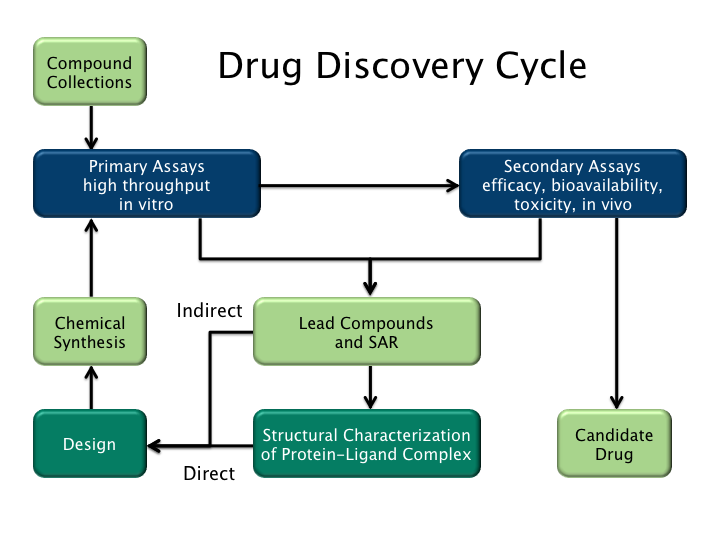 Drug Discovery Cycle
Compound
Collections
Primary Assays
high throughput
in vitro
Secondary Assays
efficacy, bioavailability,
toxicity, in vivo
Indirect
Chemical
Synthesis
Lead Compounds
and SAR
Design
Structural Characterization
of Protein-Ligand Complex
Candidate
Drug
Direct